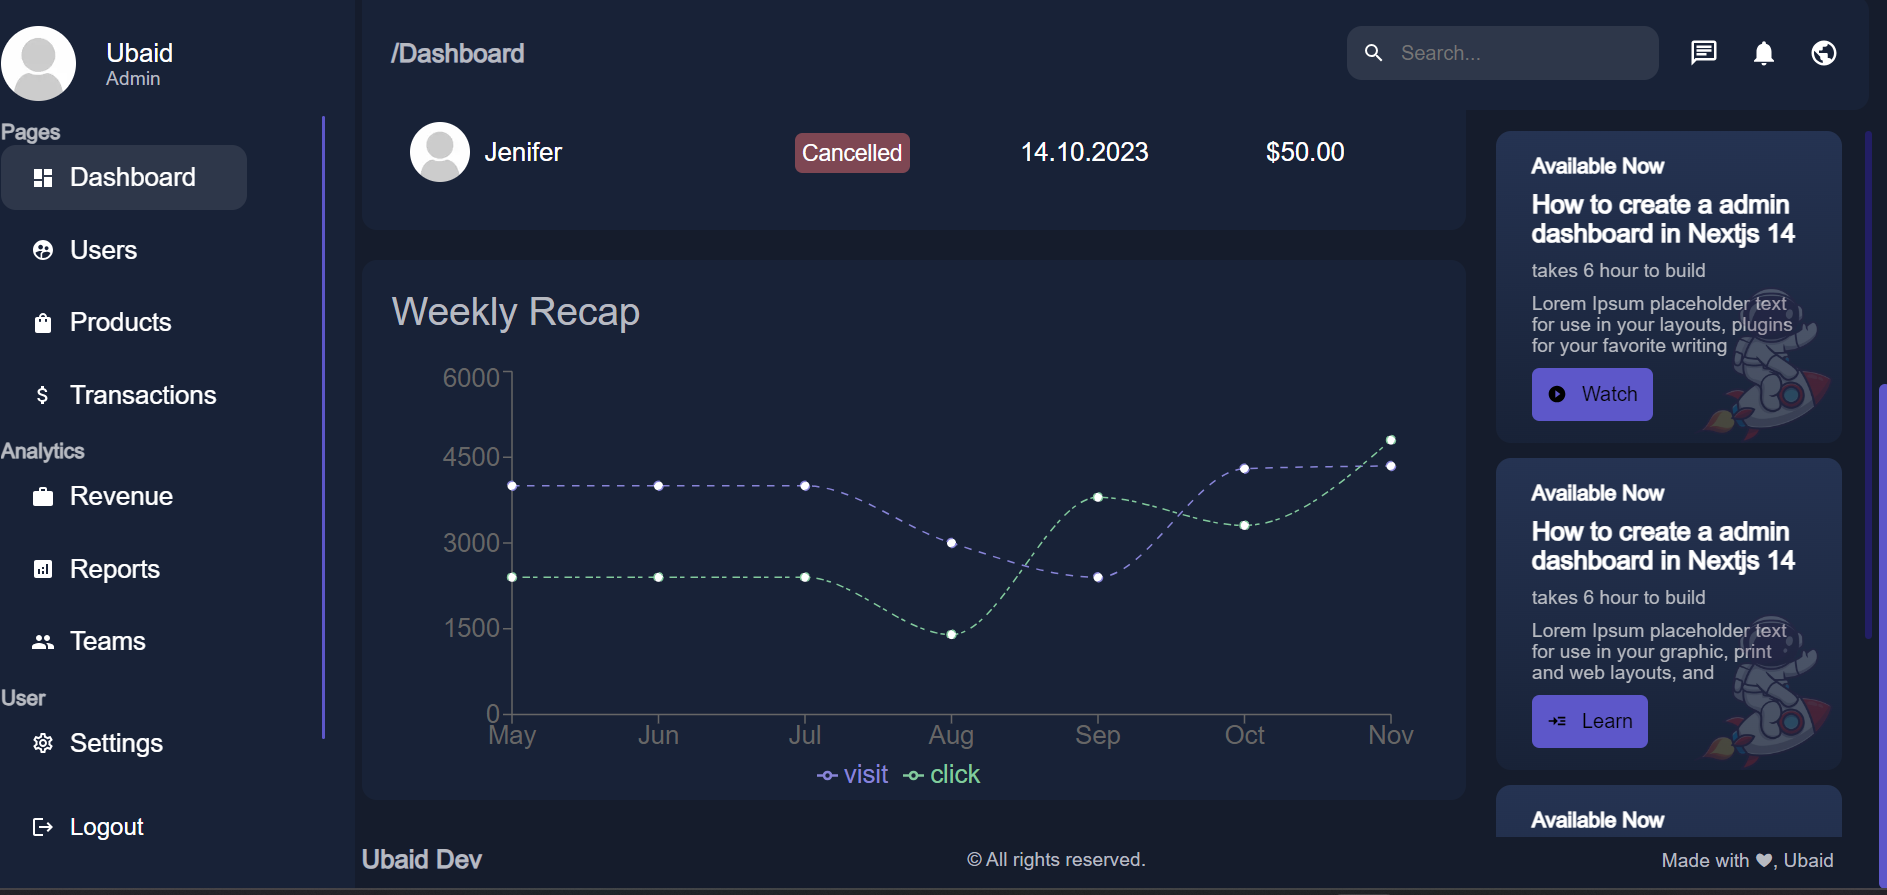 Ubaid
Admin
Pages
Dashboard
Users
Products
Transactions
Analytics
Revenue
Reports
Teams
User
Settings
Logout
/Dashboard
Search...
Jenifer Cancelled 14.10.2023 $50.00
Weekly Recap
6000
4500
3000
1500
0
May Jun Jul Aug Sep Oct Nov
visit click
Available Now
How to create a admin
dashboard in Nextjs 14
takes 6 hour to build
Lorem Ipsum placeholder text
for use in your layouts, plugins
for your favorite writing
Watch
Available Now
How to create a admin
dashboard in Nextjs 14
takes 6 hour to build
Lorem Ipsum placeholder text
for use in your graphic, print
and web layouts, and
Learn
Available Now
Ubaid Dev
© All rights reserved.
Made with ♥, Ubaid